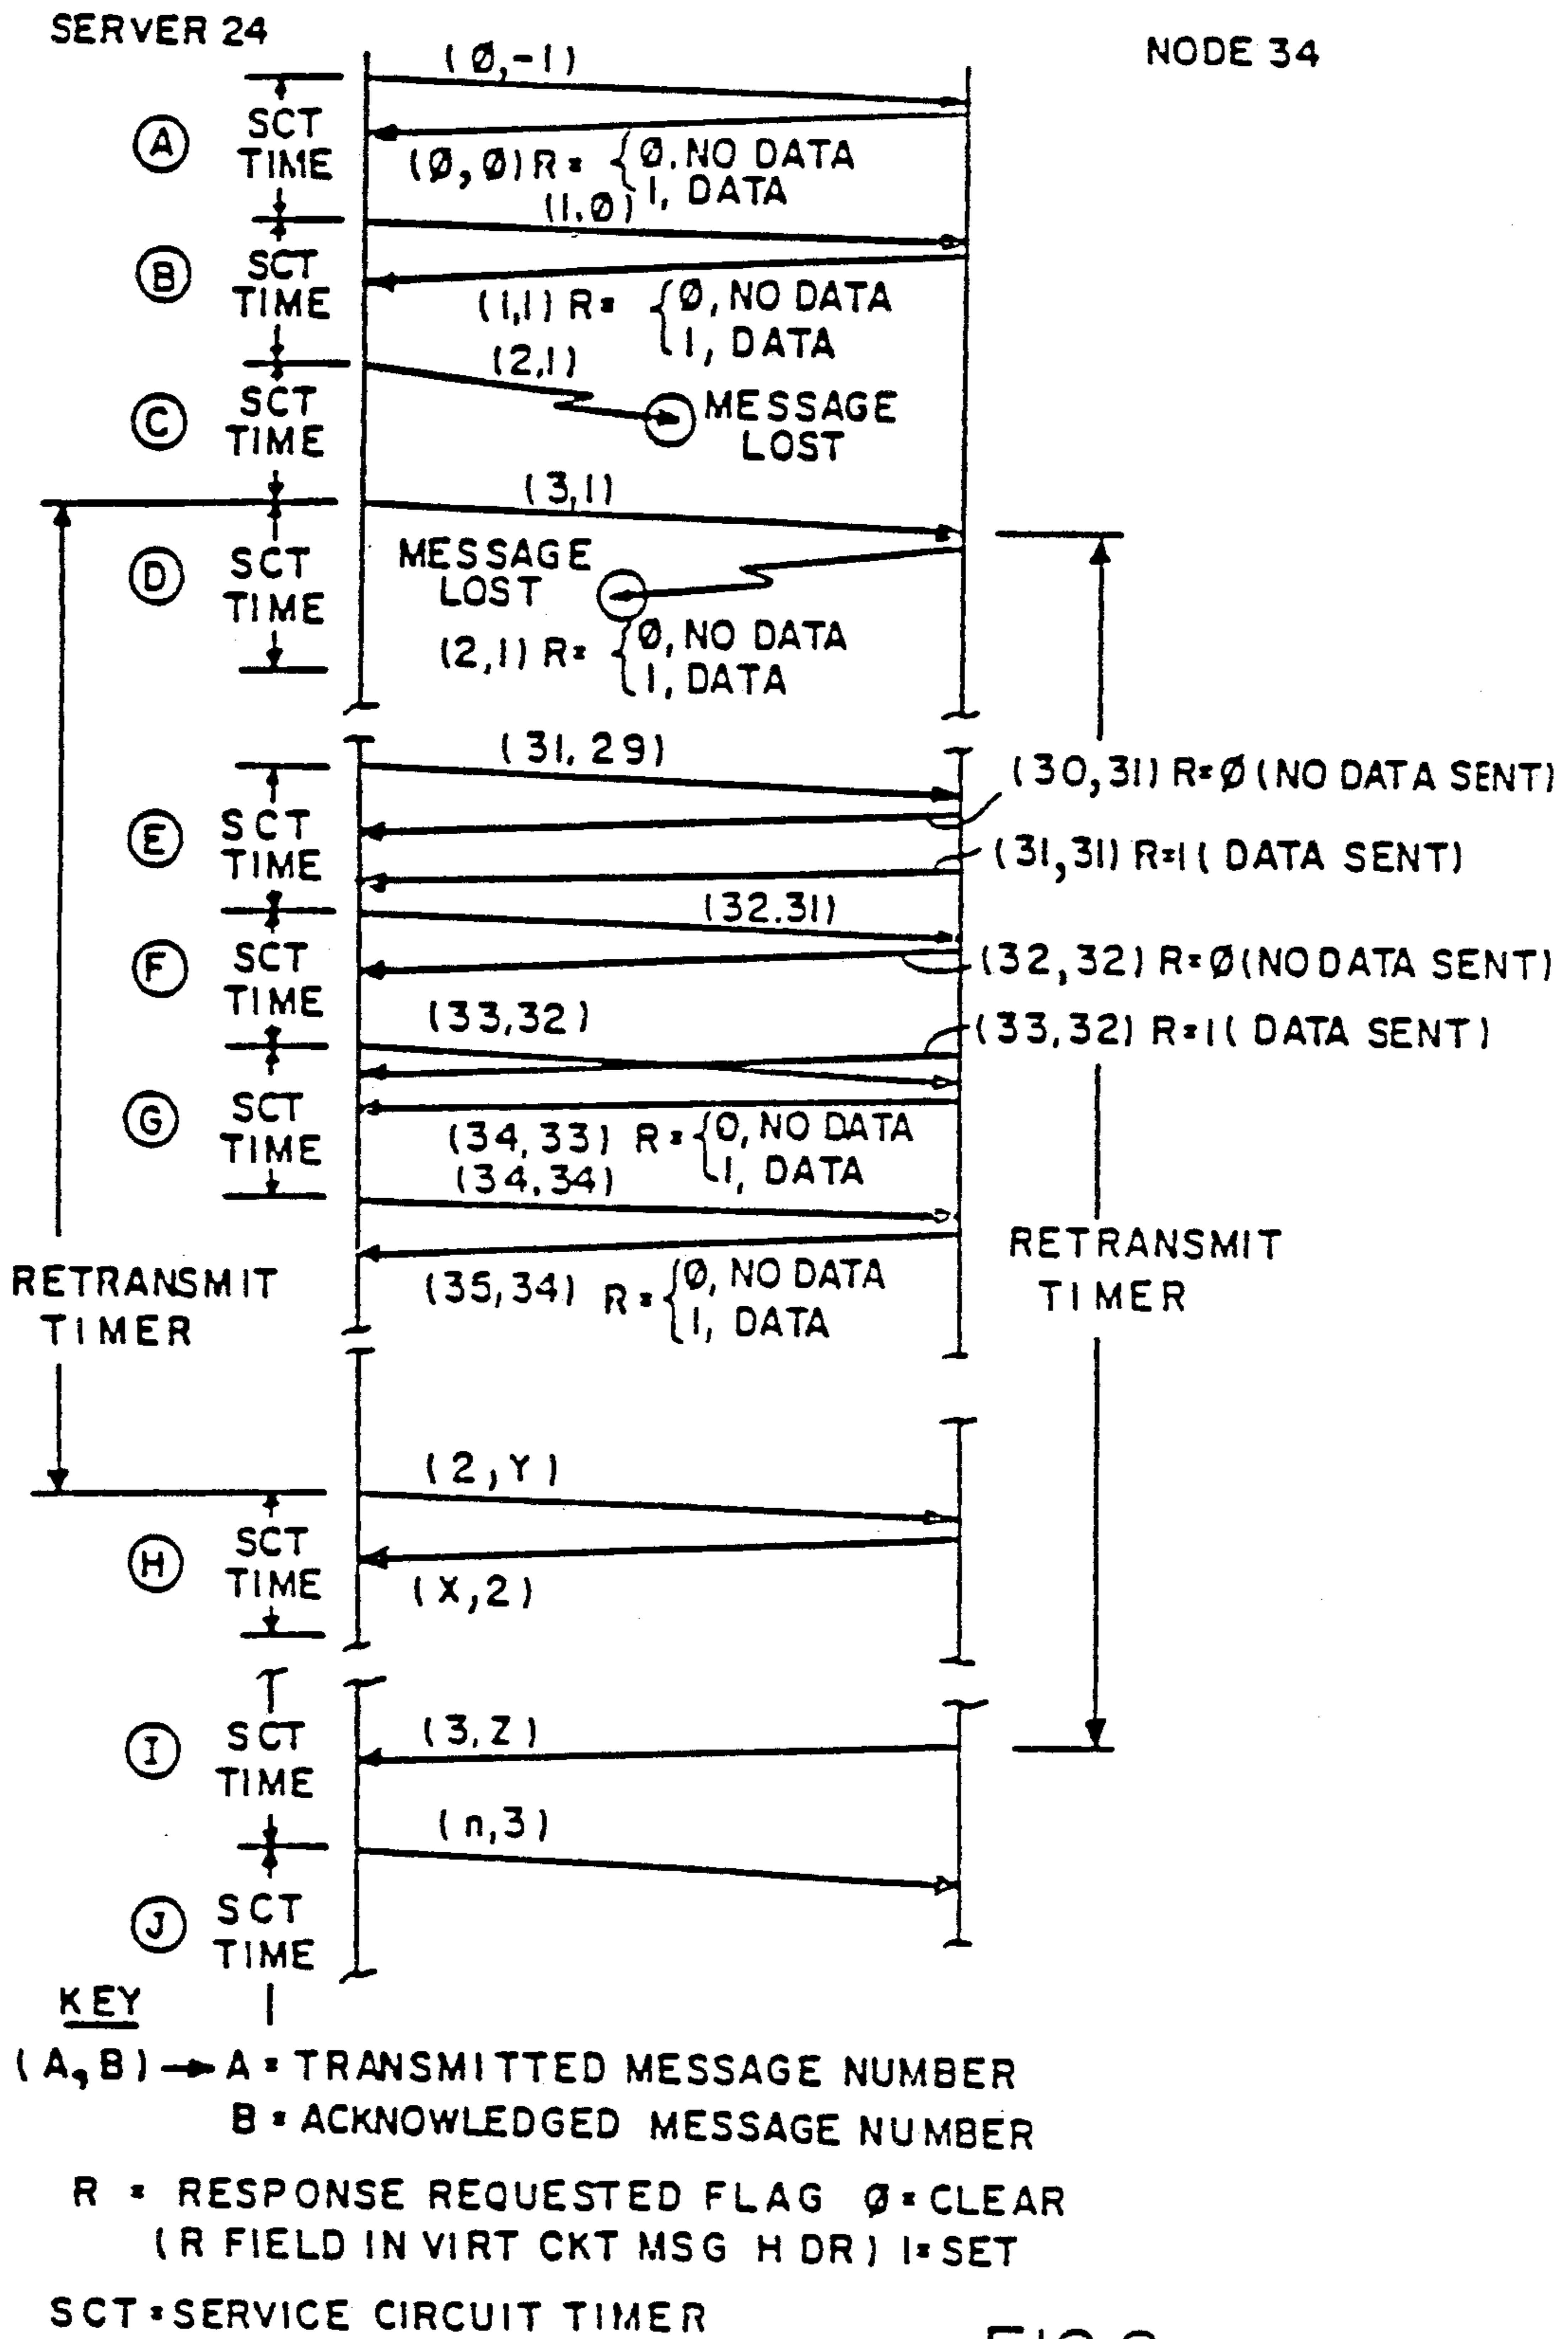 SERVER 24
NODE 34
(Ø,-1)
A
SCT
TIME
(Ø,Ø) R= {Ø. NO DATA
1, DATA
(1.Ø)
B
SCT
TIME
(1,1) R= {Ø, NO DATA
1, DATA
(2,1)
C
SCT
TIME
MESSAGE
LOST
(3,1)
D
SCT
TIME
MESSAGE
LOST
(2,1) R= {Ø, NO DATA
1, DATA
(31,29)
(30,31) R=Ø (NO DATA SENT)
E
SCT
TIME
(31,31) R=1 ( DATA SENT)
(32.31)
F
SCT
TIME
(32,32) R=Ø (NO DATA SENT)
(33,32)
(33,32) R=1 ( DATA SENT)
G
SCT
TIME
(34,33) R= {0, NO DATA
1, DATA
(34.34)
(35,34) R= {Ø, NO DATA
1, DATA
RETRANSMIT
TIMER
RETRANSMIT
TIMER
(2,Y)
H
SCT
TIME
(X,2)
I
SCT
TIME
(3,Z)
(n,3)
J
SCT
TIME
KEY
(A,B) → A = TRANSMITTED MESSAGE NUMBER
B = ACKNOWLEDGED MESSAGE NUMBER
R = RESPONSE REQUESTED FLAG Ø=CLEAR
(R FIELD IN VIRT CKT MSG HDR) 1=SET
SCT=SERVICE CIRCUIT TIMER